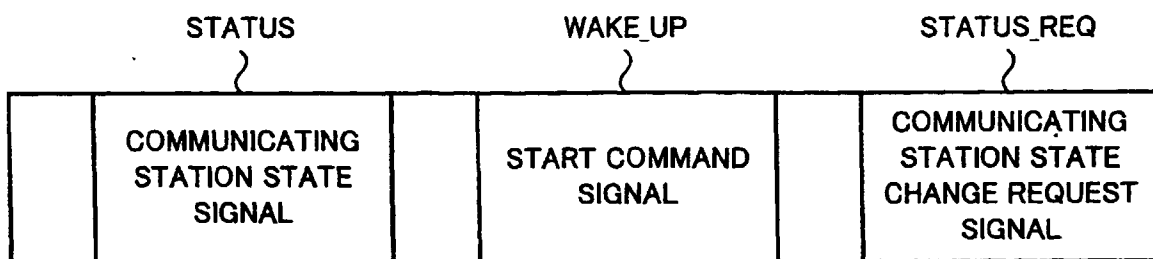 STATUS
WAKE_UP
STATUS_REQ
COMMUNICATING
STATION STATE
SIGNAL
START COMMAND
SIGNAL
COMMUNICATING
STATION STATE
CHANGE REQUEST
SIGNAL